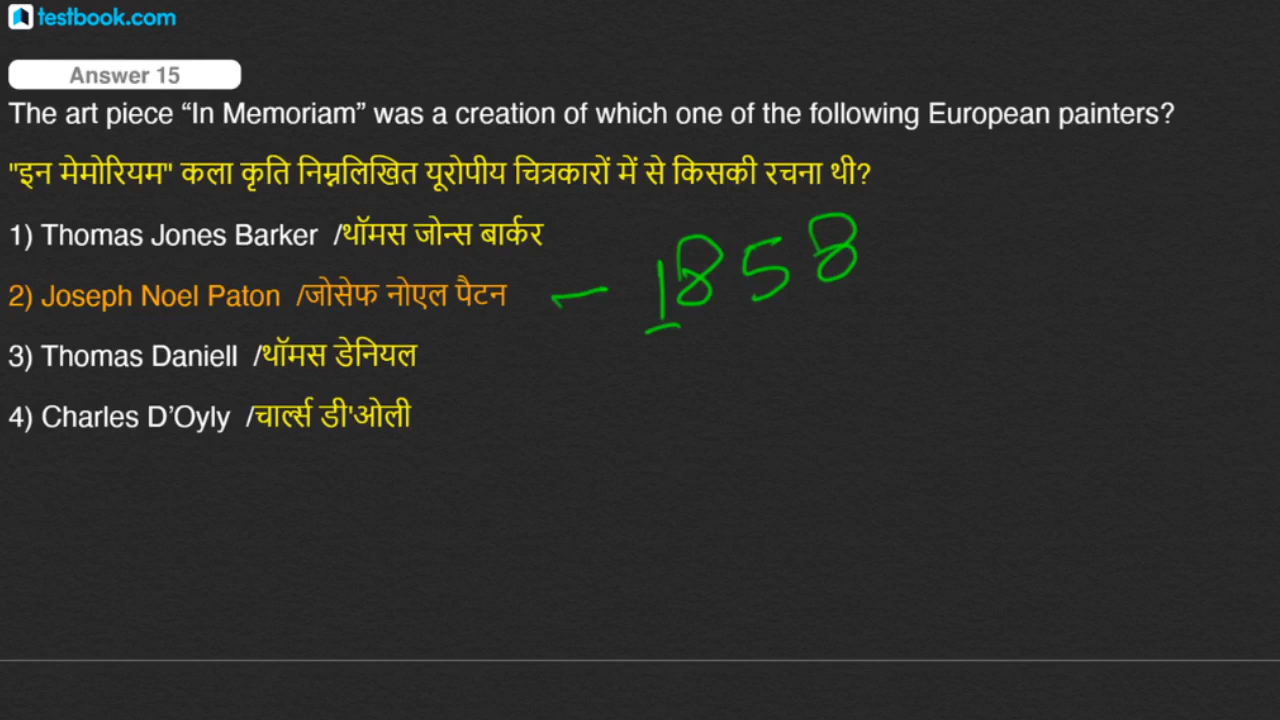 testbook.com
Answer 15
The art piece “In Memoriam” was a creation of which one of the following European painters?
"इन मेमोरियम" कला कृति निम्नलिखित यूरोपीय चित्रकारों में से किसकी रचना थी?
1) Thomas Jones Barker /थॉमस जोन्स बार्कर
2) Joseph Noel Paton /जोसेफ नोएल पैटन – 1858
3) Thomas Daniell /थॉमस डेनियल
4) Charles D’Oyly /चार्ल्स डी'ओली